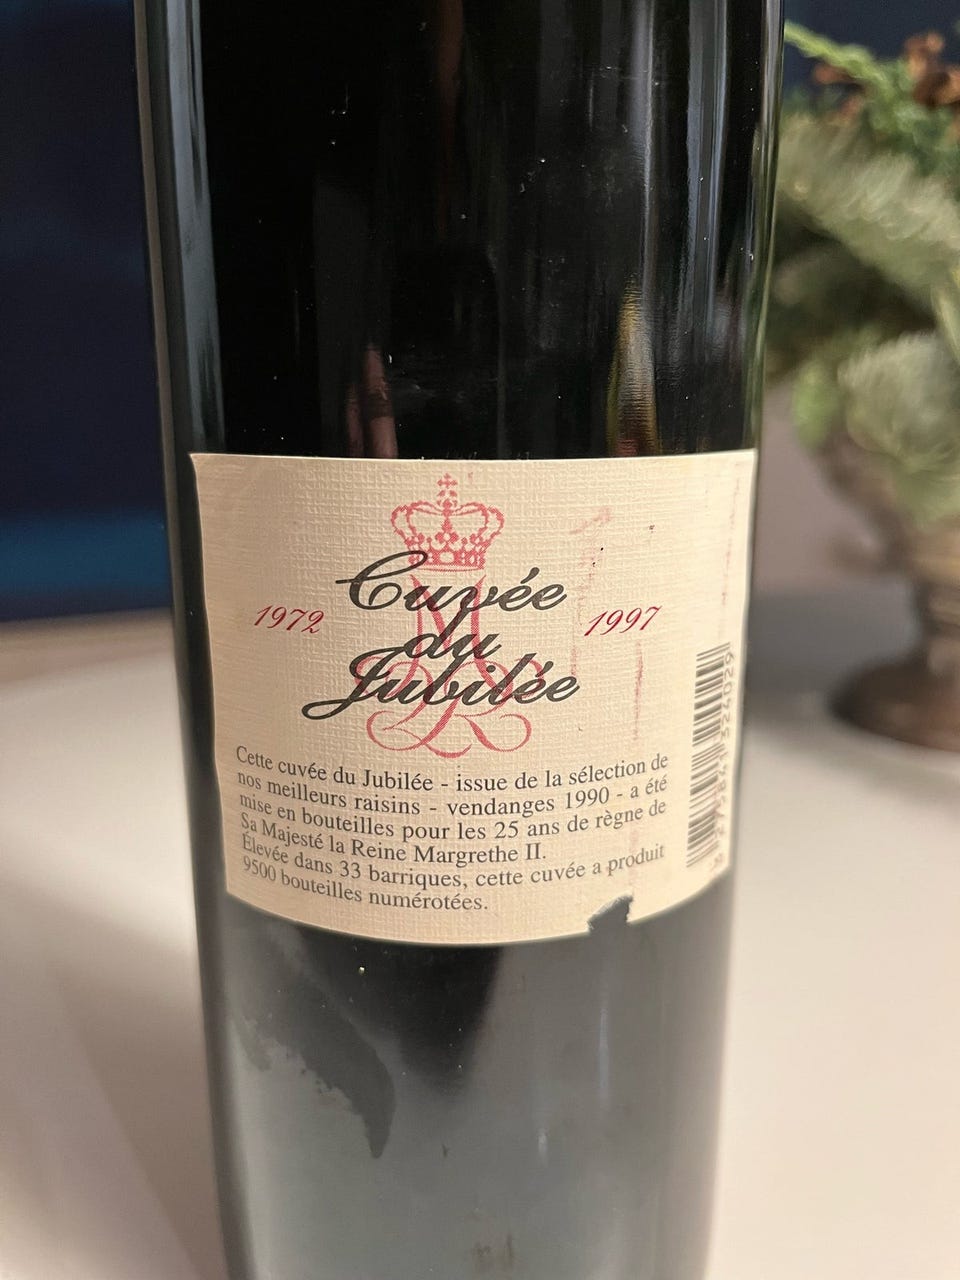 Cuvée
1972 du 1997
Jubilée
Cette cuvée du Jubilée - issue de la sélection de
nos meilleurs raisins - vendanges 1990 - a été
mise en bouteilles pour les 25 ans de règne de
Sa Majesté la Reine Margrethe II.
Élevée dans 33 barriques, cette cuvée a produit
9500 bouteilles numérotées.